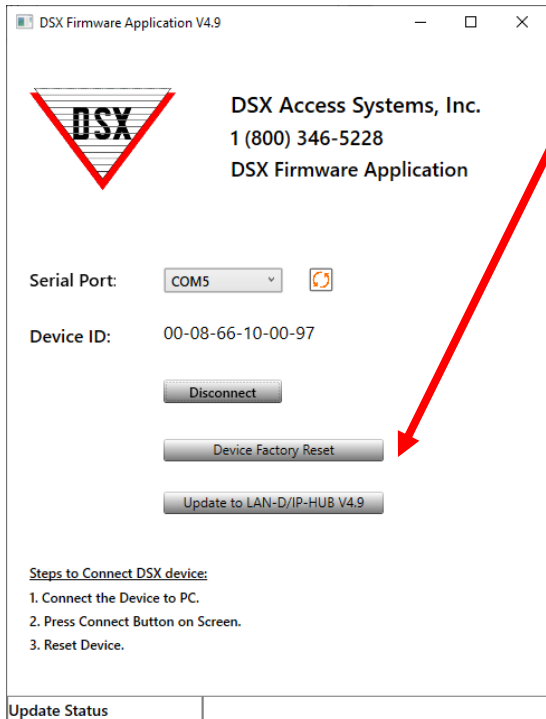 DSX Firmware Application V4.9
DSX
DSX Access Systems, Inc.
1 (800) 346-5228
DSX Firmware Application
Serial Port: COM5
Device ID: 00-08-66-10-00-97
Disconnect
Device Factory Reset
Update to LAN-D/IP-HUB V4.9
Steps to Connect DSX device:
1. Connect the Device to PC.
2. Press Connect Button on Screen.
3. Reset Device.
Update Status